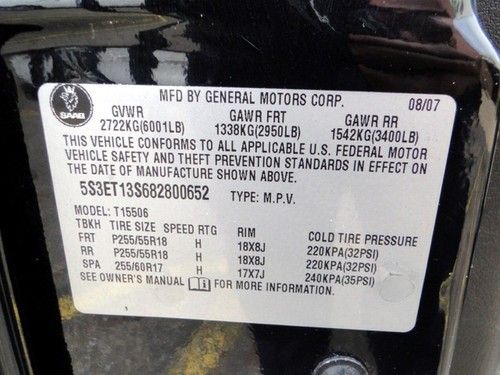 SAAB
MFD BY GENERAL MOTORS CORP. 08/07
GVWR GAWR FRT GAWR RR
2722KG(6001LB) 1338KG(2950LB) 1542KG(3400LB)
THIS VEHICLE CONFORMS TO ALL APPLICABLE U.S. FEDERAL MOTOR
VEHICLE SAFETY AND THEFT PREVENTION STANDARDS IN EFFECT ON
THE DATE OF MANUFACTURE SHOWN ABOVE.
5S3ET13S682800652 TYPE: M.P.V.
MODEL: T15506
TBKH TIRE SIZE SPEED RTG RIM COLD TIRE PRESSURE
FRT P255/55R18 H 18X8J 220KPA(32PSI)
RR P255/55R18 H 18X8J 220KPA(32PSI)
SPA 255/60R17 H 17X7J 240KPA(35PSI)
SEE OWNER'S MANUAL FOR MORE INFORMATION.